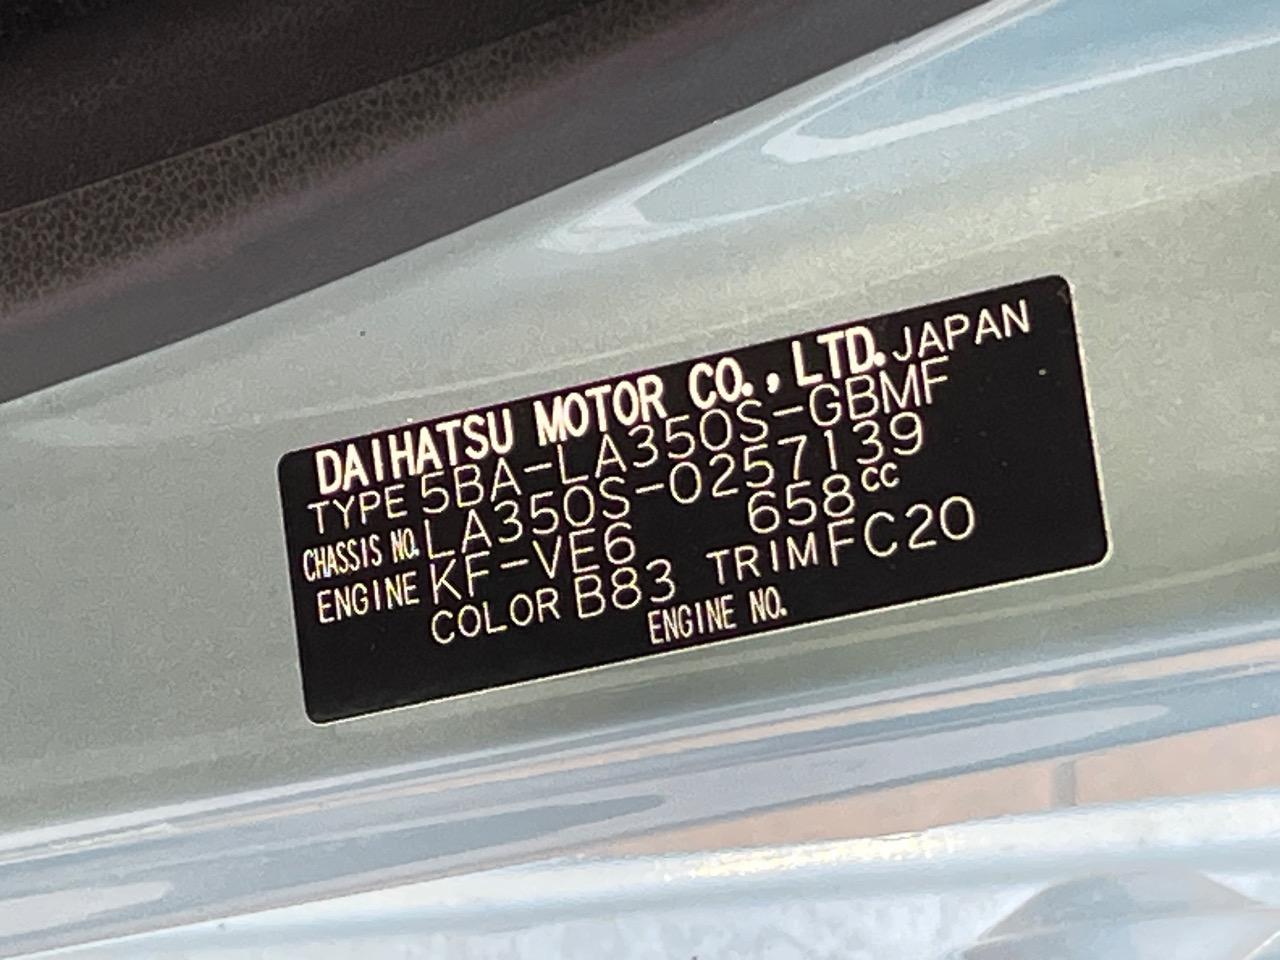 DAIHATSU MOTOR CO., LTD. JAPAN
TYPE 5BA-LA350S-GBMF
CHASSIS NO. LA350S-0257139
ENGINE KF-VE6 658cc
COLOR B83 TRIM FC20
ENGINE NO.